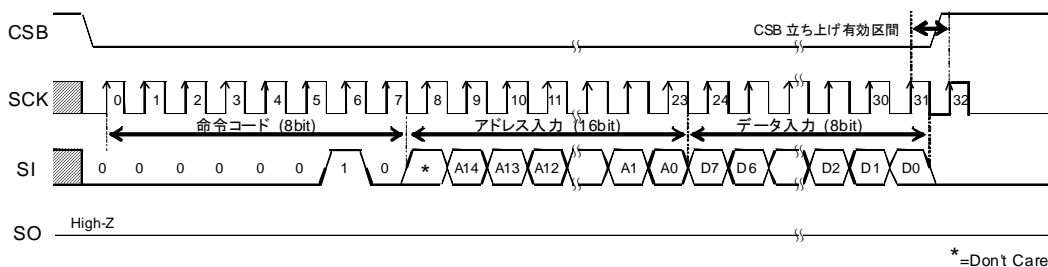 CSB
CSB 立ち上げ有効区間
SCK
0 1 2 3 4 5 6 7 8 9 10 11 23 24 30 31 32
命令コード (8bit) アドレス入力 (16bit) データ入力 (8bit)
SI
0 0 0 0 0 0 1 0 * A14 A13 A12 A1 A0 D7 D6 D2 D1 D0
SO
High-Z
*=Don't Care